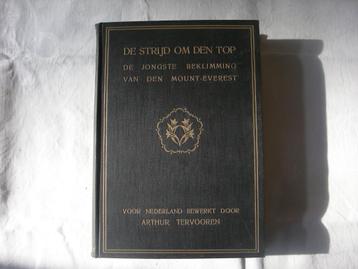 DE STRIJD OM DEN TOP
DE JONGSTE BEKLIMMING
VAN DEN MOUNT-EVEREST
VOOR NEDERLAND BEWERKT DOOR
ARTHUR TERVOOREN